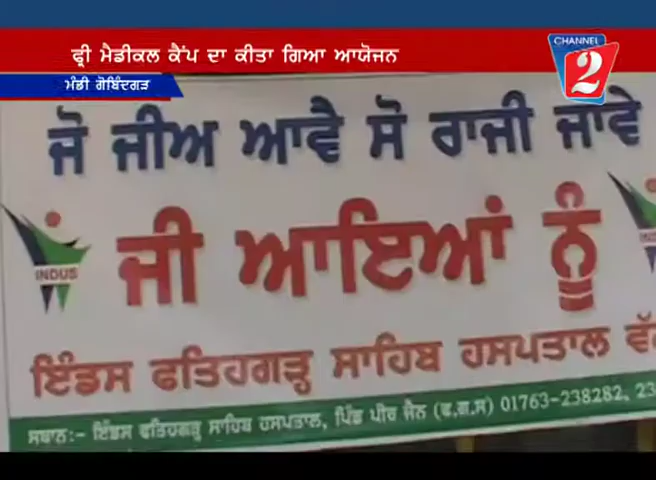 ਫ੍ਰੀ ਮੈਡੀਕਲ ਕੈਂਪ ਦਾ ਕੀਤਾ ਗਿਆ ਆਯੋਜਨ
CHANNEL 2
ਮੰਡੀ ਗੋਬਿੰਦਗੜ
ਜੋ ਜੀਅ ਆਵੈ ਸੋ ਰਾਜੀ ਜਾਵੇ
ਜੀ ਆਇਆਂ ਨੂੰ
INDUS
ਇੰਡਸ ਫਤਿਹਗੜ੍ਹ ਸਾਹਿਬ ਹਸਪਤਾਲ
ਸਥਾਨ:- ਇੰਡਸ ਫਤਿਹਗੜ੍ਹ ਸਾਹਿਬ ਹਸਪਤਾਲ, ਪਿੰਡ ਪੀਰ ਜੈਨ (ਫ.ਗ.ਸ) 01763-238282,